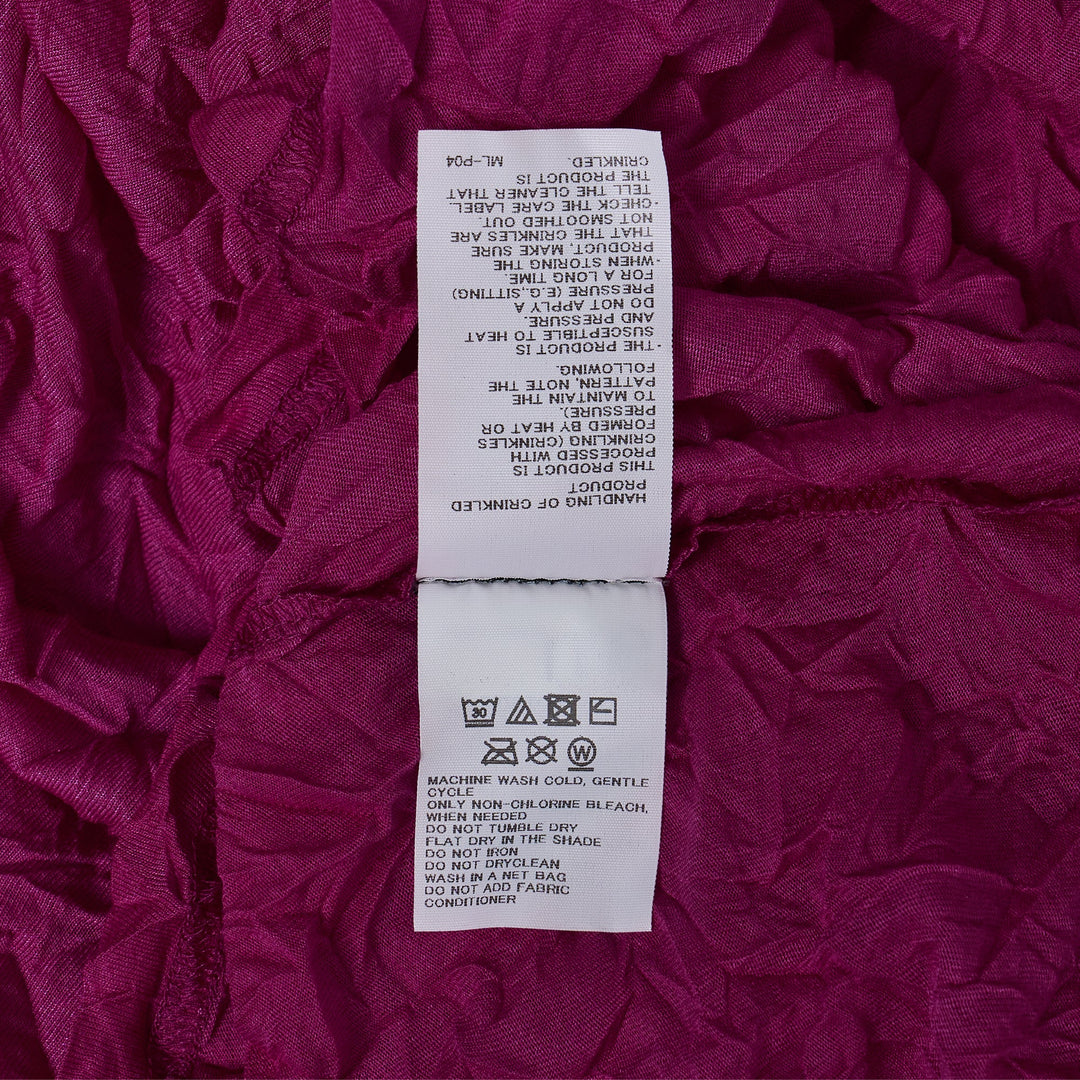 HANDLING OF CRINKLED
PRODUCT
THIS PRODUCT IS
PROCESSED WITH
CRINKLING (CRINKLES
FORMED BY HEAT OR
PRESSURE).
TO MAINTAIN THE
PATTERN, NOTE THE
FOLLOWING.
・THE PRODUCT IS
SUSCEPTIBLE TO HEAT
AND PRESSURE.
DO NOT APPLY A
PRESSURE (E.G.,SITTING)
FOR A LONG TIME.
・WHEN STORING THE
PRODUCT, MAKE SURE
THAT THE CRINKLES ARE
NOT SMOOTHED OUT.
・CHECK THE CARE LABEL.
TELL THE CLEANER THAT
THE PRODUCT IS
CRINKLED. ML-P04
30
W
MACHINE WASH COLD, GENTLE
CYCLE
ONLY NON-CHLORINE BLEACH,
WHEN NEEDED
DO NOT TUMBLE DRY
FLAT DRY IN THE SHADE
DO NOT IRON
DO NOT DRYCLEAN
WASH IN A NET BAG
DO NOT ADD FABRIC
CONDITIONER